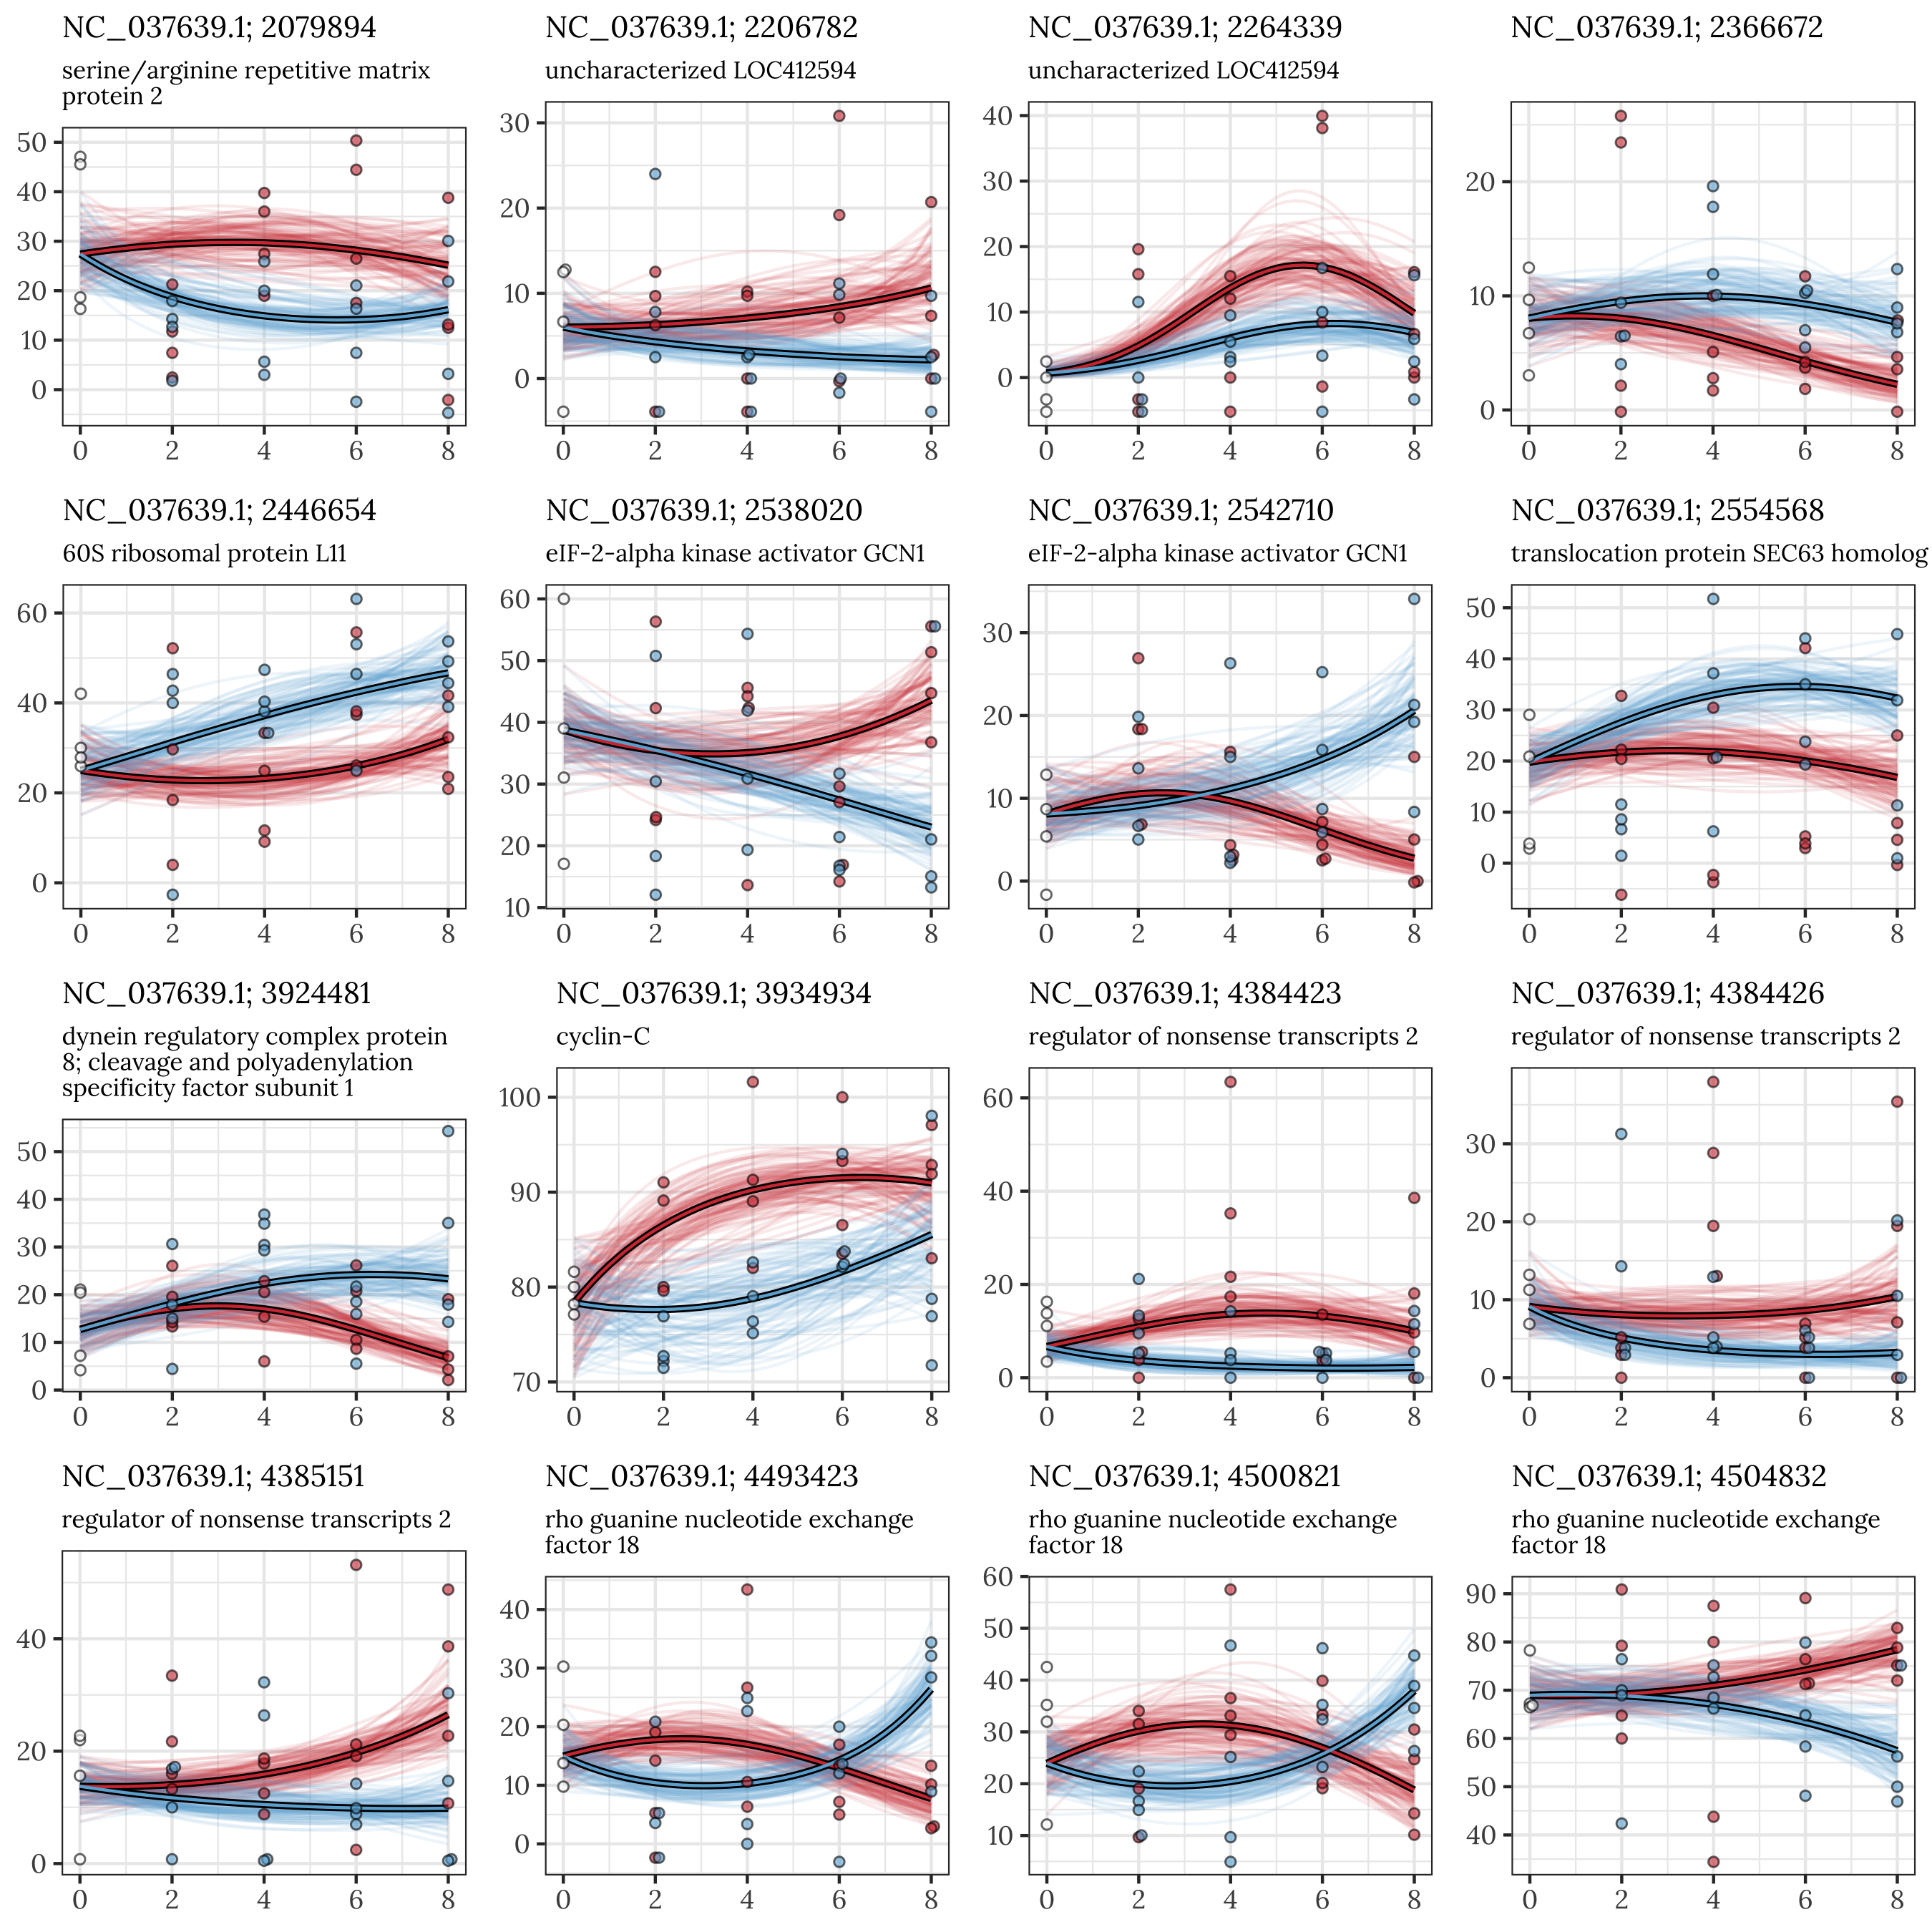 NC_037639.1; 2079894
serine/arginine repetitive matrix
protein 2
50
40
30
20
10
0
0 2 4 6 8
NC_037639.1; 2206782
uncharacterized LOC412594
30
20
10
0
0 2 4 6 8
NC_037639.1; 2264339
uncharacterized LOC412594
40
30
20
10
0
0 2 4 6 8
NC_037639.1; 2366672
20
10
0
0 2 4 6 8
NC_037639.1; 2446654
60S ribosomal protein L11
60
40
20
0
0 2 4 6 8
NC_037639.1; 2538020
eIF-2-alpha kinase activator GCN1
60
50
40
30
20
10
0 2 4 6 8
NC_037639.1; 2542710
eIF-2-alpha kinase activator GCN1
30
20
10
0
0 2 4 6 8
NC_037639.1; 2554568
translocation protein SEC63 homolog
50
40
30
20
10
0
0 2 4 6 8
NC_037639.1; 3924481
dynein regulatory complex protein
8; cleavage and polyadenylation
specificity factor subunit 1
50
40
30
20
10
0
0 2 4 6 8
NC_037639.1; 3934934
cyclin-C
100
90
80
70
0 2 4 6 8
NC_037639.1; 4384423
regulator of nonsense transcripts 2
60
40
20
0
0 2 4 6 8
NC_037639.1; 4384426
regulator of nonsense transcripts 2
30
20
10
0
0 2 4 6 8
NC_037639.1; 4385151
regulator of nonsense transcripts 2
40
20
0
0 2 4 6 8
NC_037639.1; 4493423
rho guanine nucleotide exchange
factor 18
40
30
20
10
0
0 2 4 6 8
NC_037639.1; 4500821
rho guanine nucleotide exchange
factor 18
60
50
40
30
20
10
0 2 4 6 8
NC_037639.1; 4504832
rho guanine nucleotide exchange
factor 18
90
80
70
60
50
40
0 2 4 6 8